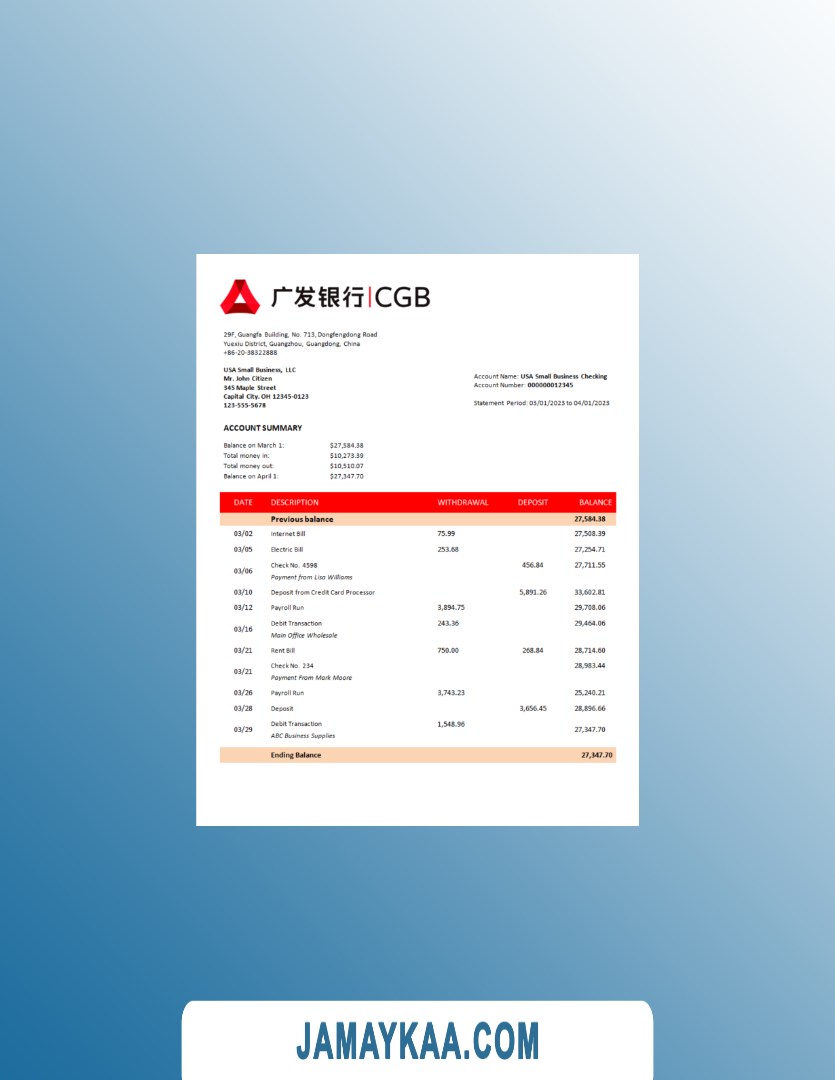 广发银行|CGB
29F, Guangfa Building, No. 713, Dongfengdong Road
Yuexiu District, Guangzhou, Guangdong, China
+86-20-38322888
USA Small Business, LLC
Mr. John Citizen
345 Maple Street
Capital City. OH 12345-0123
123-555-5678
Account Name: USA Small Business Checking
Account Number: 000000012345
Statement Period: 03/01/2023 to 04/01/2023
ACCOUNT SUMMARY
Balance on March 1: $27,584.38
Total money in: $10,273.39
Total money out: $10,510.07
Balance on April 1: $27,347.70
DATE DESCRIPTION WITHDRAWAL DEPOSIT BALANCE
Previous balance 27,584.38
03/02 Internet Bill 75.99 27,508.39
03/05 Electric Bill 253.68 27,254.71
03/06 Check No. 4598 456.84 27,711.55
Payment from Lisa Williams
03/10 Deposit from Credit Card Processor 5,891.26 33,602.81
03/12 Payroll Run 3,894.75 29,708.06
03/16 Debit Transaction 243.36 29,464.06
Main Office Wholesale
03/21 Rent Bill 750.00 268.84 28,714.60
03/21 Check No. 234 28,983.44
Payment From Mark Moore
03/26 Payroll Run 3,743.23 25,240.21
03/28 Deposit 3,656.45 28,896.66
03/29 Debit Transaction 1,548.96 27,347.70
ABC Business Supplies
Ending Balance 27,347.70
JAMAYKAA.COM